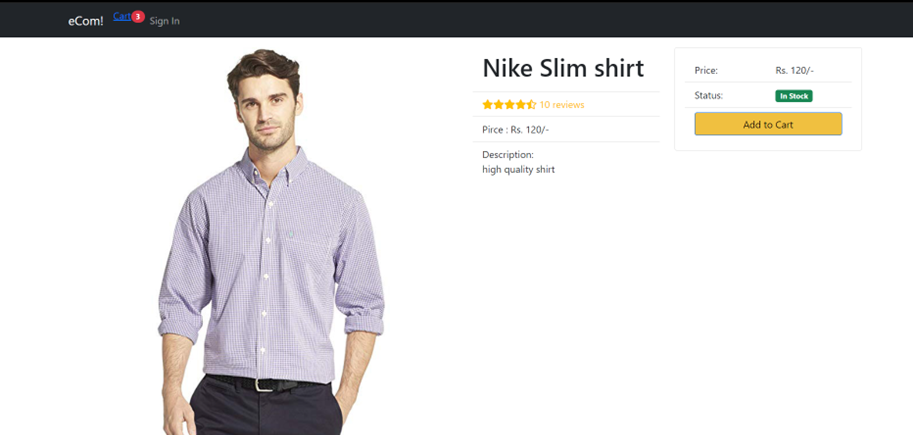 eCom! Cart 3 Sign In
Nike Slim shirt
10 reviews
Pirce : Rs. 120/-
Description:
high quality shirt
Price: Rs. 120/-
Status: In Stock
Add to Cart